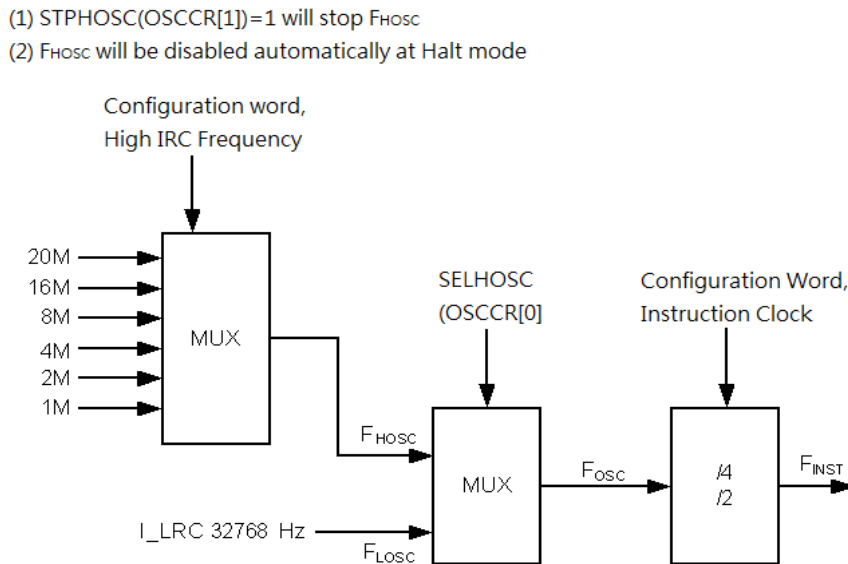 (1) STPHOSC(OSCCR[1])=1 will stop FHOSC
(2) FHOSC will be disabled automatically at Halt mode
Configuration word,
High IRC Frequency
20M
16M
8M
4M
2M
1M
MUX
SELHOSC
(OSCCR[0]
Configuration Word,
Instruction Clock
FHOSC
MUX
FOSC
/4
/2
FINST
I_LRC 32768 Hz
FLOSC